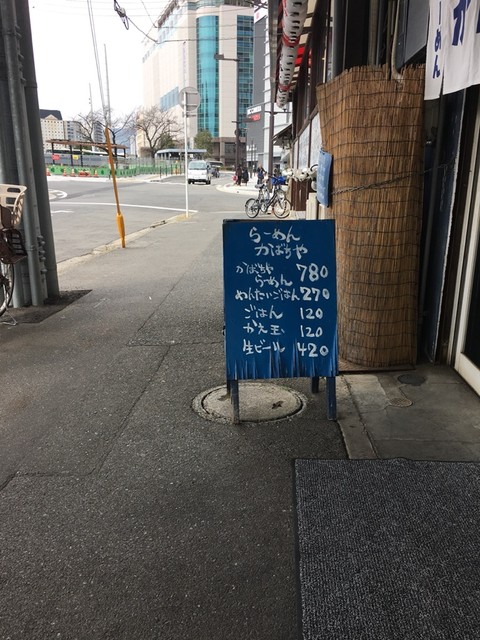 らーめん
かばちや
かばちや
らーめん 780
めんたいごはん 270
ごはん 120
かえ玉 120
生ビール 420
めん